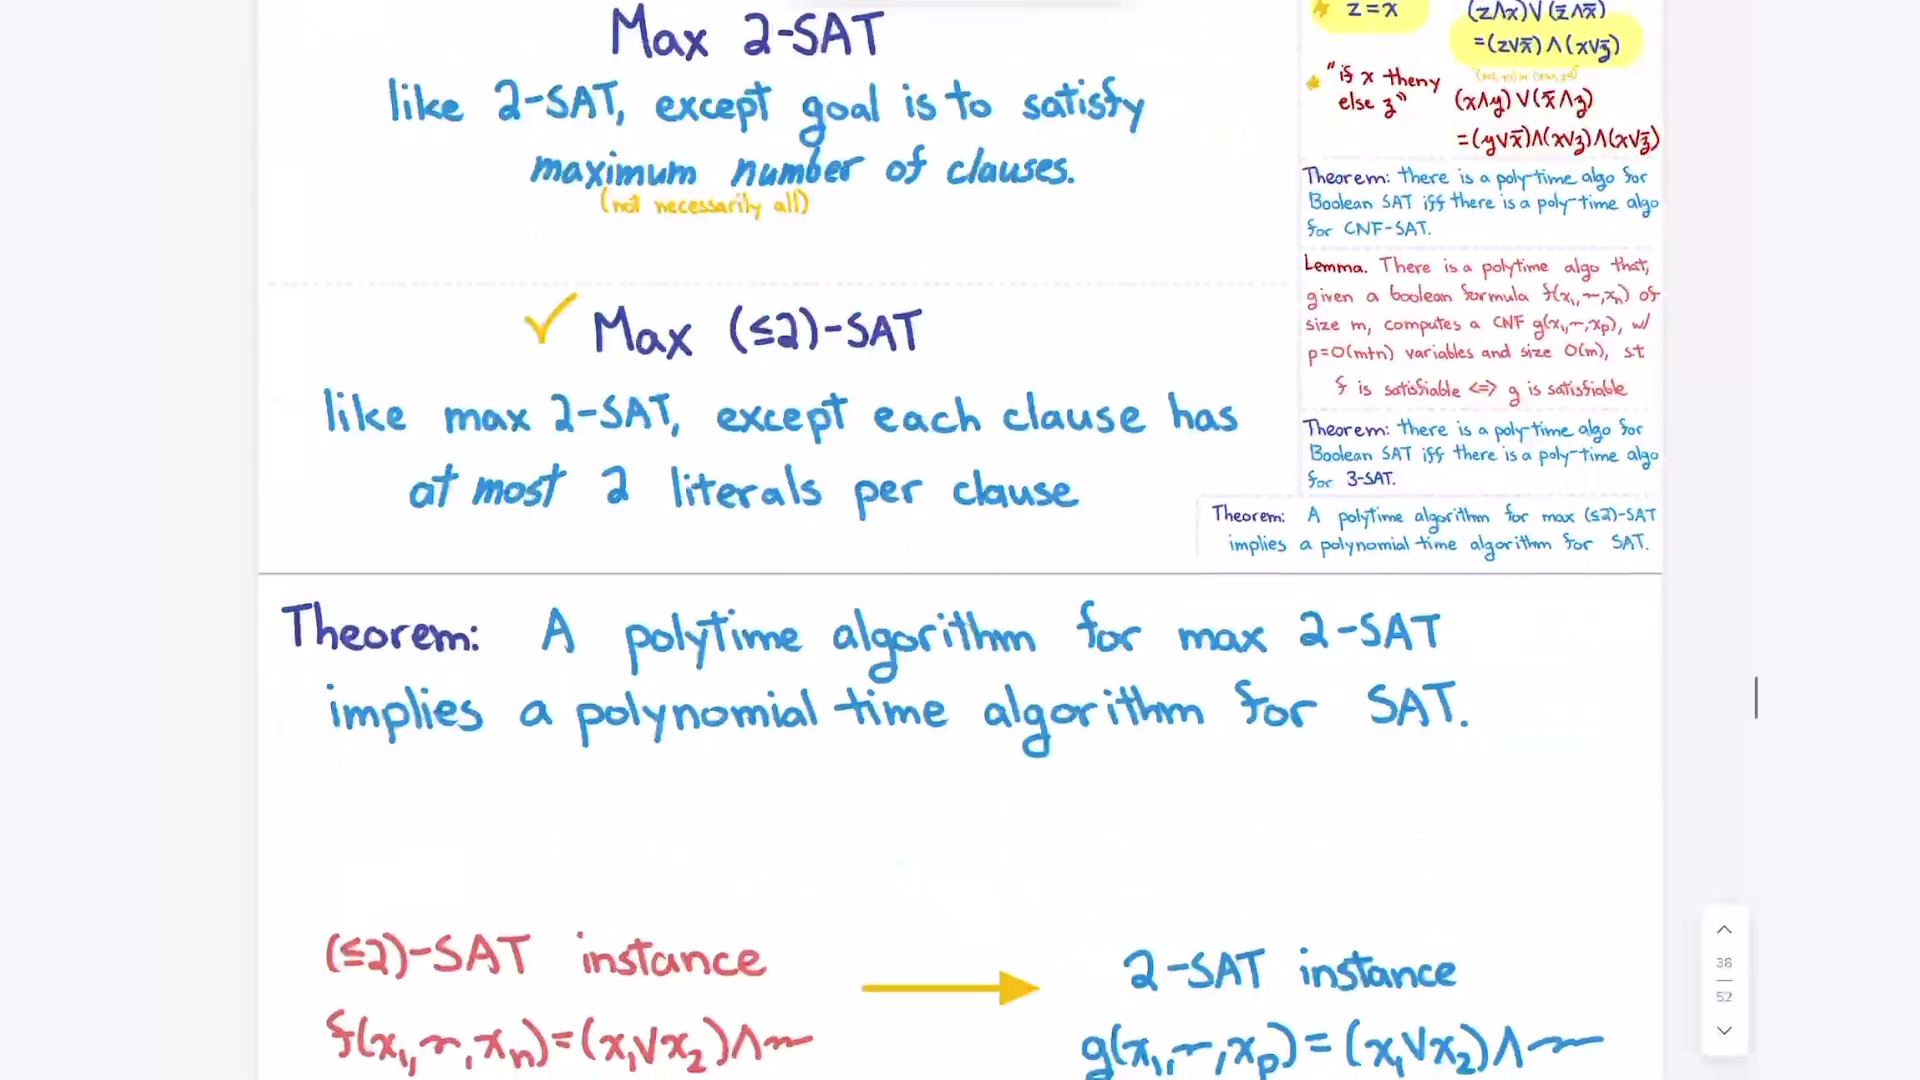 Max 2-SAT
like 2-SAT, except goal is to satisfy
maximum number of clauses.
(not necessarily all)
✓ Max (≤2)-SAT
like max 2-SAT, except each clause has
at most 2 literals per clause
z=x (z∧x)∨(z̄∧x̄)
=(z∨x̄)∧(x∨z̄)
"if x then y
else z"
(x∧y)∨(x̄∧z)
=(y∨x̄)∧(x∨z)∧(x∨z̄)
Theorem: there is a poly-time algo for
Boolean SAT iff there is a poly-time algo
for CNF-SAT.
Lemma. There is a polytime algo that,
given a boolean formula f(x₁,~,xₙ) of
size m, computes a CNF g(x₁,~,xₚ), w/
p=O(m+n) variables and size O(m), st
f is satisfiable <=> g is satisfiable
Theorem: there is a poly-time algo for
Boolean SAT iff there is a poly-time algo
for 3-SAT.
Theorem: A polytime algorithm for max (≤2)-SAT
implies a polynomial time algorithm for SAT.
Theorem: A polytime algorithm for max 2-SAT
implies a polynomial time algorithm for SAT.
(≤2)-SAT instance
f(x₁,~,xₙ)=(x₁∨x₂)∧~
2-SAT instance
g(x₁,~,xₚ)=(x₁∨x₂)∧~
38
52